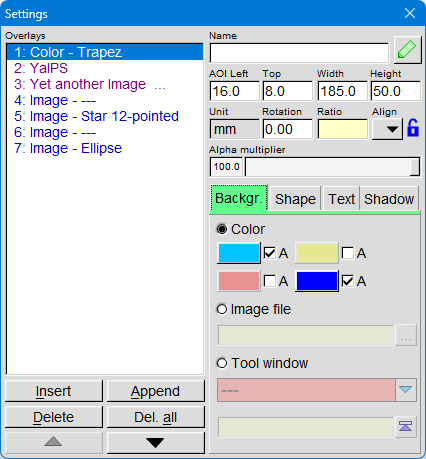 Settings
Overlays
1: Color - Trapez
2: YalPS
3: Yet another Image ...
4: Image - ---
5: Image - Star 12-pointed
6: Image - ---
7: Image - Ellipse
Insert Append
Delete Del. all
Name
AOI Left Top Width Height
16.0 8.0 185.0 50.0
Unit Rotation Ratio Align
mm 0.00
Alpha multiplier
100.0
Backgr. Shape Text Shadow
Color
A A
A A
Image file
...
Tool window
---